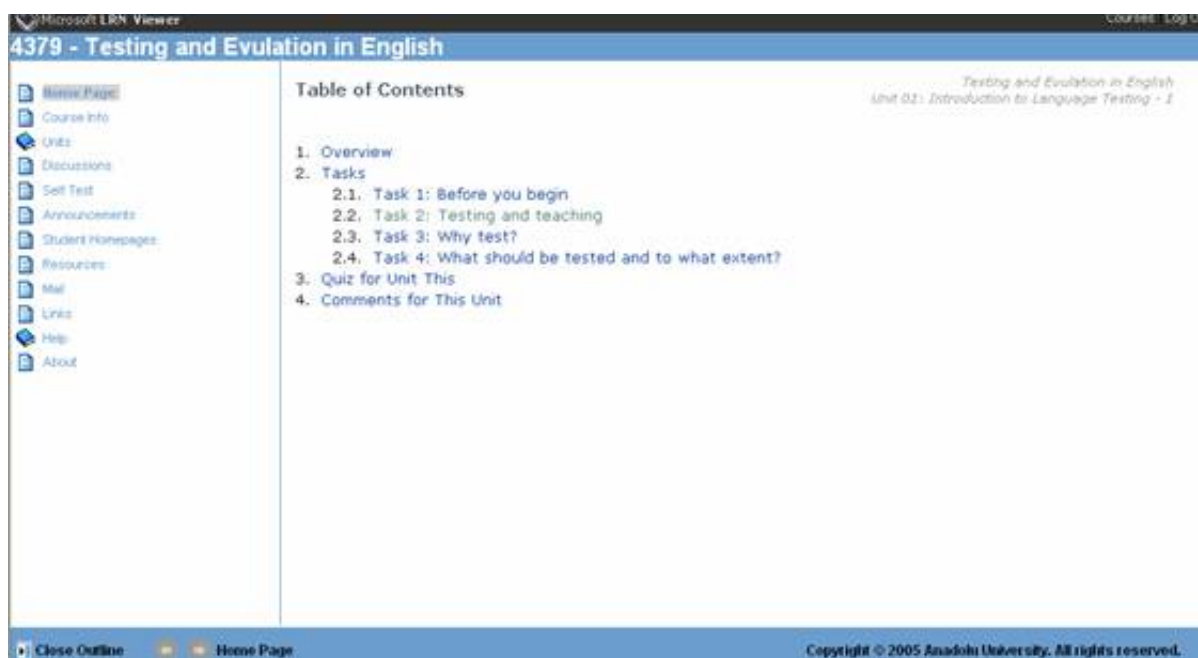 Microsoft LRN Viewer
Courses Log
4379 - Testing and Evulation in English
Home Page
Course Info
Units
Discussions
Self Test
Announcements
Student Homepages
Resources
Mail
Links
Help
About
Table of Contents
Testing and Evulation in English
Unit 01: Introduction to Language Testing - I
1. Overview
2. Tasks
2.1. Task 1: Before you begin
2.2. Task 2: Testing and teaching
2.3. Task 3: Why test?
2.4. Task 4: What should be tested and to what extent?
3. Quiz for Unit This
4. Comments for This Unit
Close Outline
Home Page
Copyright © 2005 Anadolu University. All rights reserved.